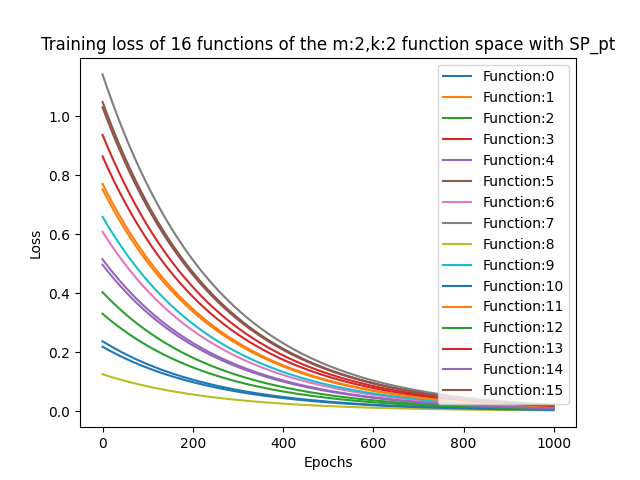 Training loss of 16 functions of the m:2,k:2 function space with SP_pt
Function:0
Function:1
Function:2
Function:3
Function:4
Function:5
Function:6
Function:7
Function:8
Function:9
Function:10
Function:11
Function:12
Function:13
Function:14
Function:15
Loss
1.0
0.8
0.6
0.4
0.2
0.0
0 200 400 600 800 1000
Epochs